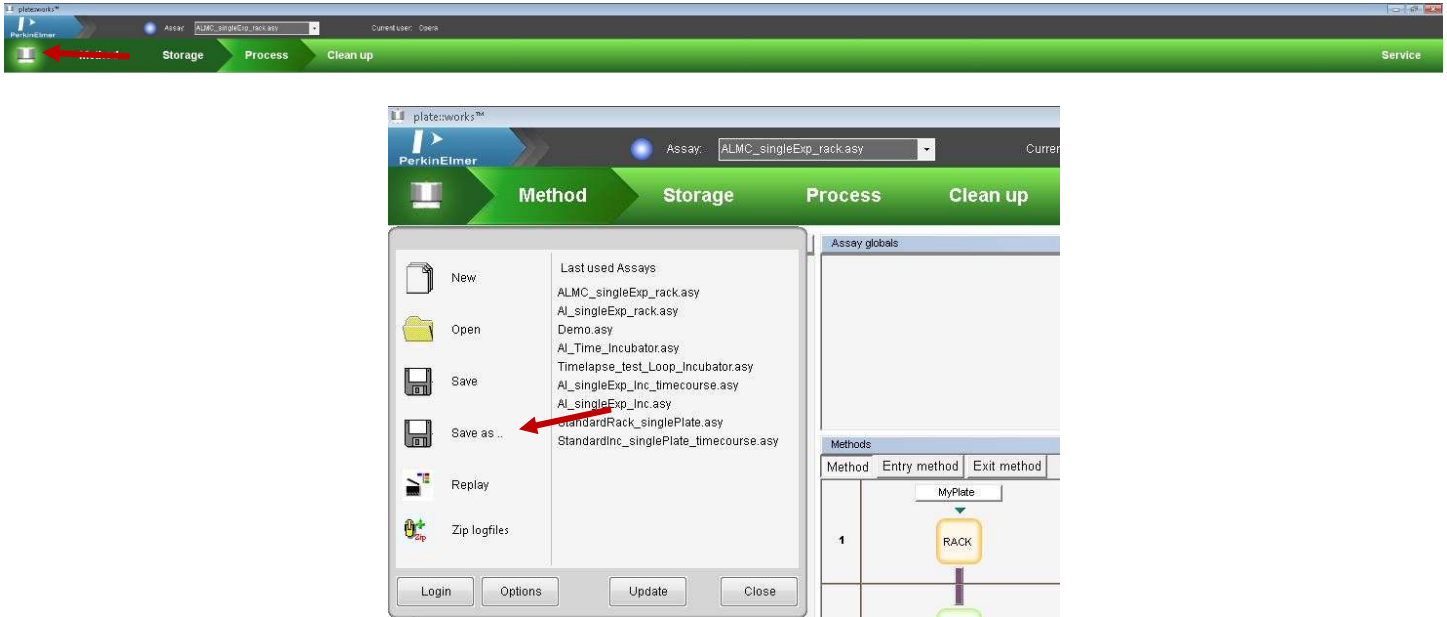 plate::works™
PerkinElmer
Assay: ALMC_singleExp_rack.asy
Current user: Opera
Method Storage Process Clean up Service
plate::works™
PerkinElmer
Assay: ALMC_singleExp_rack.asy Curren
Method Storage Process Clean up
Assay globals
Last used Assays
New
ALMC_singleExp_rack.asy
AI_singleExp_rack.asy
Open Demo.asy
AI_Time_Incubator.asy
Timelapse_test_Loop_Incubator.asy
Save AI_singleExp_Inc_timecourse.asy
AI_singleExp_Inc.asy
StandardRack_singlePlate.asy
Save as ..
StandardInc_singlePlate_timecourse.asy
Methods
Method Entry method Exit method
Replay
MyPlate
Zip
Zip logfiles
1 RACK
Login Options Update Close